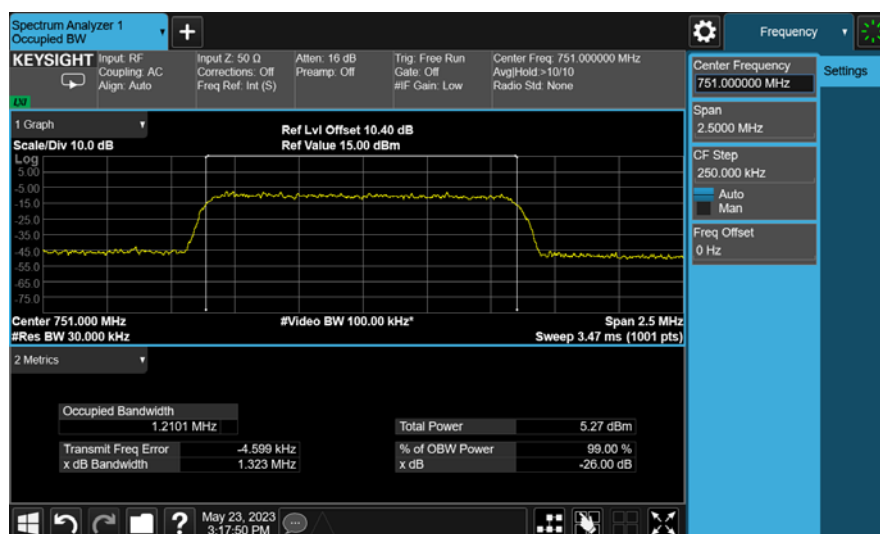 Spectrum Analyzer 1
Occupied BW
+
Frequency
KEYSIGHT
Input: RF
Coupling: AC
Align: Auto
Input Z: 50 Ω
Corrections: Off
Freq Ref: Int (S)
Atten: 16 dB
Preamp: Off
Trig: Free Run
Gate: Off
#IF Gain: Low
Center Freq: 751.000000 MHz
Avg|Hold:>10/10
Radio Std: None
LXI
Center Frequency
751.000000 MHz
Settings
Span
2.5000 MHz
CF Step
250.000 kHz
Auto
Man
Freq Offset
0 Hz
1 Graph
Scale/Div 10.0 dB
Ref Lvl Offset 10.40 dB
Ref Value 15.00 dBm
Log
5.00
-5.00
-15.0
-25.0
-35.0
-45.0
-55.0
-65.0
-75.0
Center 751.000 MHz
#Res BW 30.000 kHz
#Video BW 100.00 kHz*
Span 2.5 MHz
Sweep 3.47 ms (1001 pts)
2 Metrics
Occupied Bandwidth
1.2101 MHz
Total Power 5.27 dBm
Transmit Freq Error -4.599 kHz
% of OBW Power 99.00 %
x dB Bandwidth 1.323 MHz
x dB -26.00 dB
?
May 23, 2023
3:17:50 PM